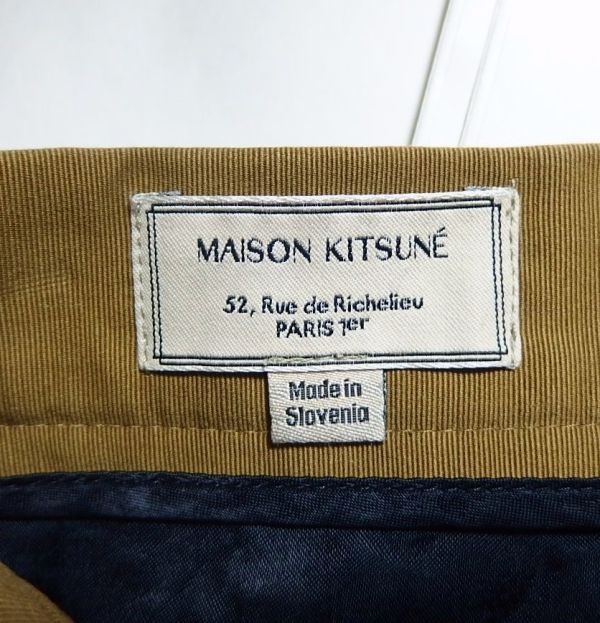 MAISON KITSUNÉ
52, Rue de Richelieu
PARIS 1er
Made in
Slovenia